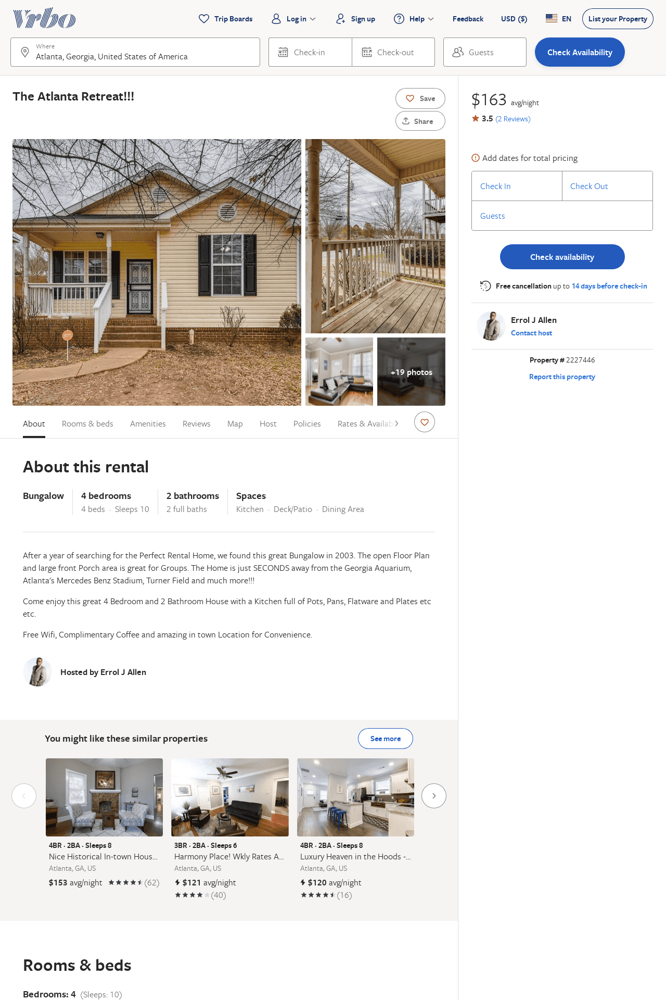 Vrbo
Trip Boards
Log in
Sign up
Help
Feedback
USD ($)
EN
List your Property
Where
Atlanta, Georgia, United States of America
Check-in
Check-out
Guests
Check Availability
The Atlanta Retreat!!!
Save
Share
+19 photos
$163 avg/night
3.5 (2 Reviews)
Add dates for total pricing
Check In
Check Out
Guests
Check availability
Free cancellation up to 14 days before check-in
Errol J Allen
Contact host
Property # 2227446
Report this property
About
Rooms & beds
Amenities
Reviews
Map
Host
Policies
Rates & Availab
About this rental
Bungalow
4 bedrooms
4 beds · Sleeps 10
2 bathrooms
2 full baths
Spaces
Kitchen · Deck/Patio · Dining Area
After a year of searching for the Perfect Rental Home, we found this great Bungalow in 2003. The open Floor Plan
and large front Porch area is great for Groups. The Home is just SECONDS away from the Georgia Aquarium,
Atlanta's Mercedes Benz Stadium, Turner Field and much more!!!
Come enjoy this great 4 Bedroom and 2 Bathroom House with a Kitchen full of Pots, Pans, Flatware and Plates etc
etc.
Free Wifi, Complimentary Coffee and amazing in town Location for Convenience.
Hosted by Errol J Allen
You might like these similar properties
See more
4BR · 2BA · Sleeps 8
Nice Historical In-town Hous...
Atlanta, GA, US
$153 avg/night (62)
3BR · 2BA · Sleeps 6
Harmony Place! Wkly Rates A...
Atlanta, GA, US
$121 avg/night
(40)
4BR · 2BA · Sleeps 8
Luxury Heaven in the Hoods -...
Atlanta, GA, US
$120 avg/night
(16)
Rooms & beds
Bedrooms: 4 (Sleeps: 10)